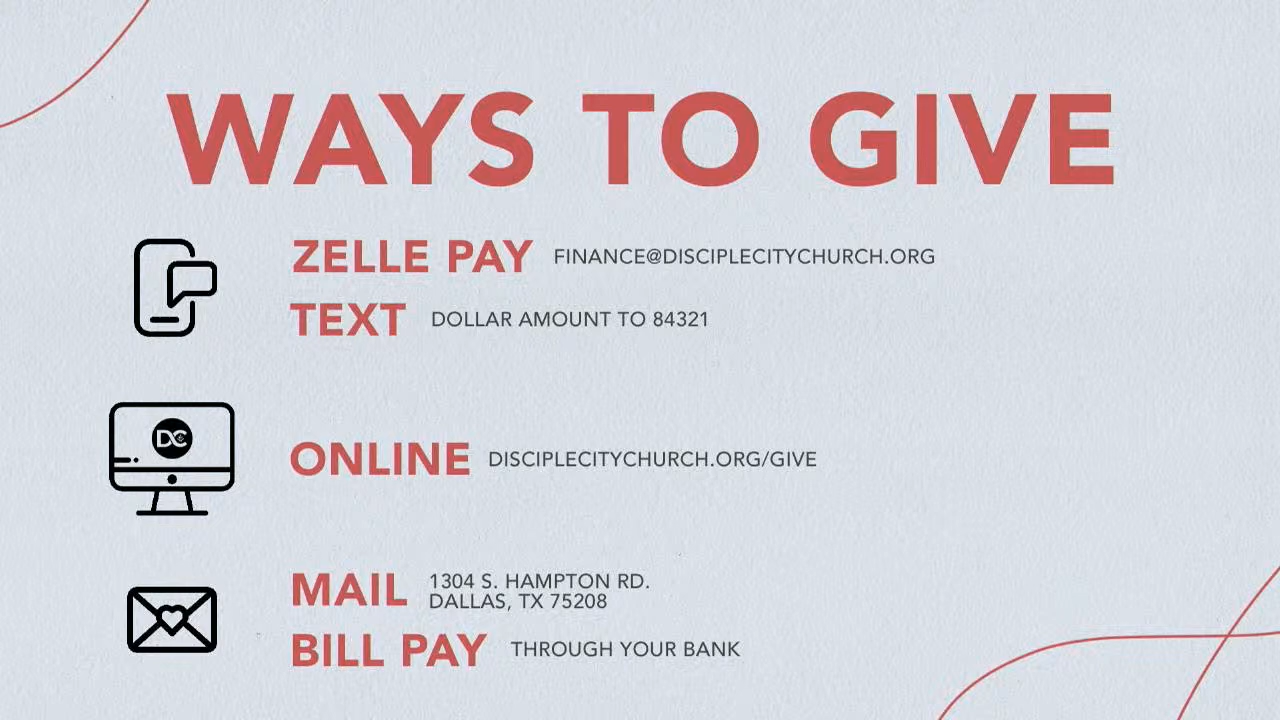 WAYS TO GIVE
ZELLE PAY FINANCE@DISCIPLECITYCHURCH.ORG
TEXT DOLLAR AMOUNT TO 84321
DC
ONLINE DISCIPLECITYCHURCH.ORG/GIVE
MAIL 1304 S. HAMPTON RD.
DALLAS, TX 75208
BILL PAY THROUGH YOUR BANK